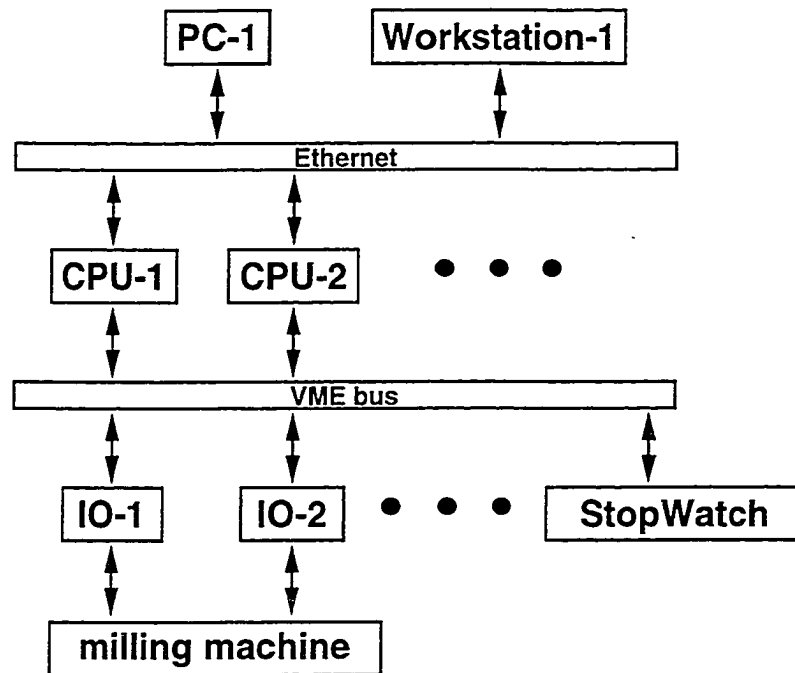 PC-1
Workstation-1
Ethernet
CPU-1
CPU-2
VME bus
IO-1
IO-2
StopWatch
milling machine